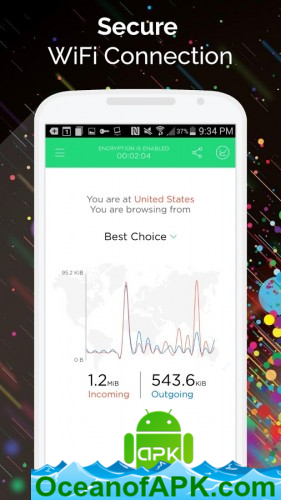 Secure
WiFi Connection
37% 9:34 PM
ENCRYPTION IS ENABLED
00:02:04
You are at United States
You are browsing from
Best Choice
95.2 KiB
0 B
1.2 MiB 543.6 KiB
Incoming Outgoing
APK
OceanofAPK.com